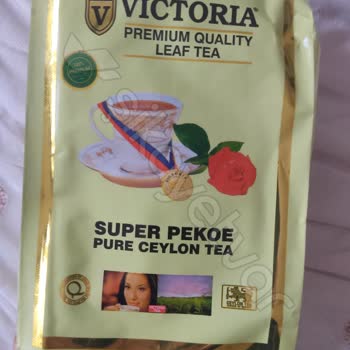 V VICTORIA®
PREMIUM QUALITY
LEAF TEA
SUPER PEKOE
PURE CEYLON TEA